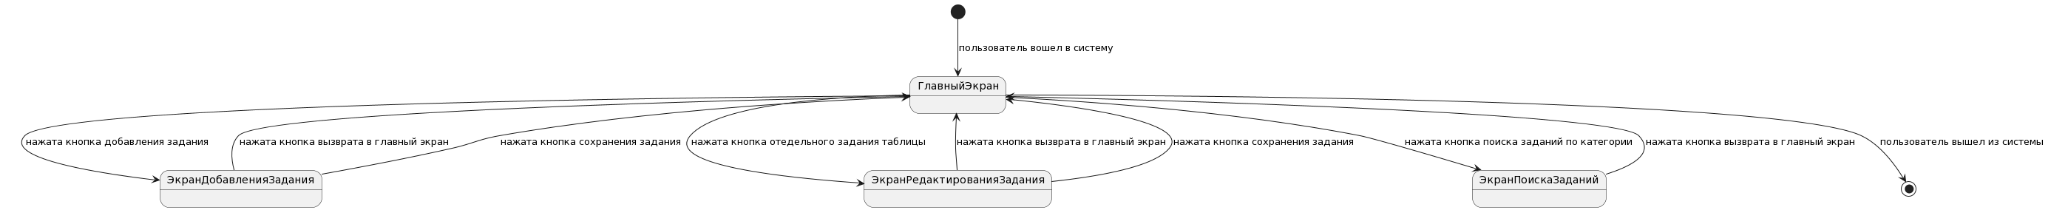 пользователь вошел в систему
ГлавныйЭкран
нажата кнопка добавления задания
нажата кнопка вызврата в главный экран
нажата кнопка сохранения задания
нажата кнопка отедельного задания таблицы
нажата кнопка вызврата в главный экран
нажата кнопка сохранения задания
нажата кнопка поиска заданий по категории
нажата кнопка вызврата в главный экран
пользователь вышел из системы
ЭкранДобавленияЗадания
ЭкранРедактированияЗадания
ЭкранПоискаЗаданий